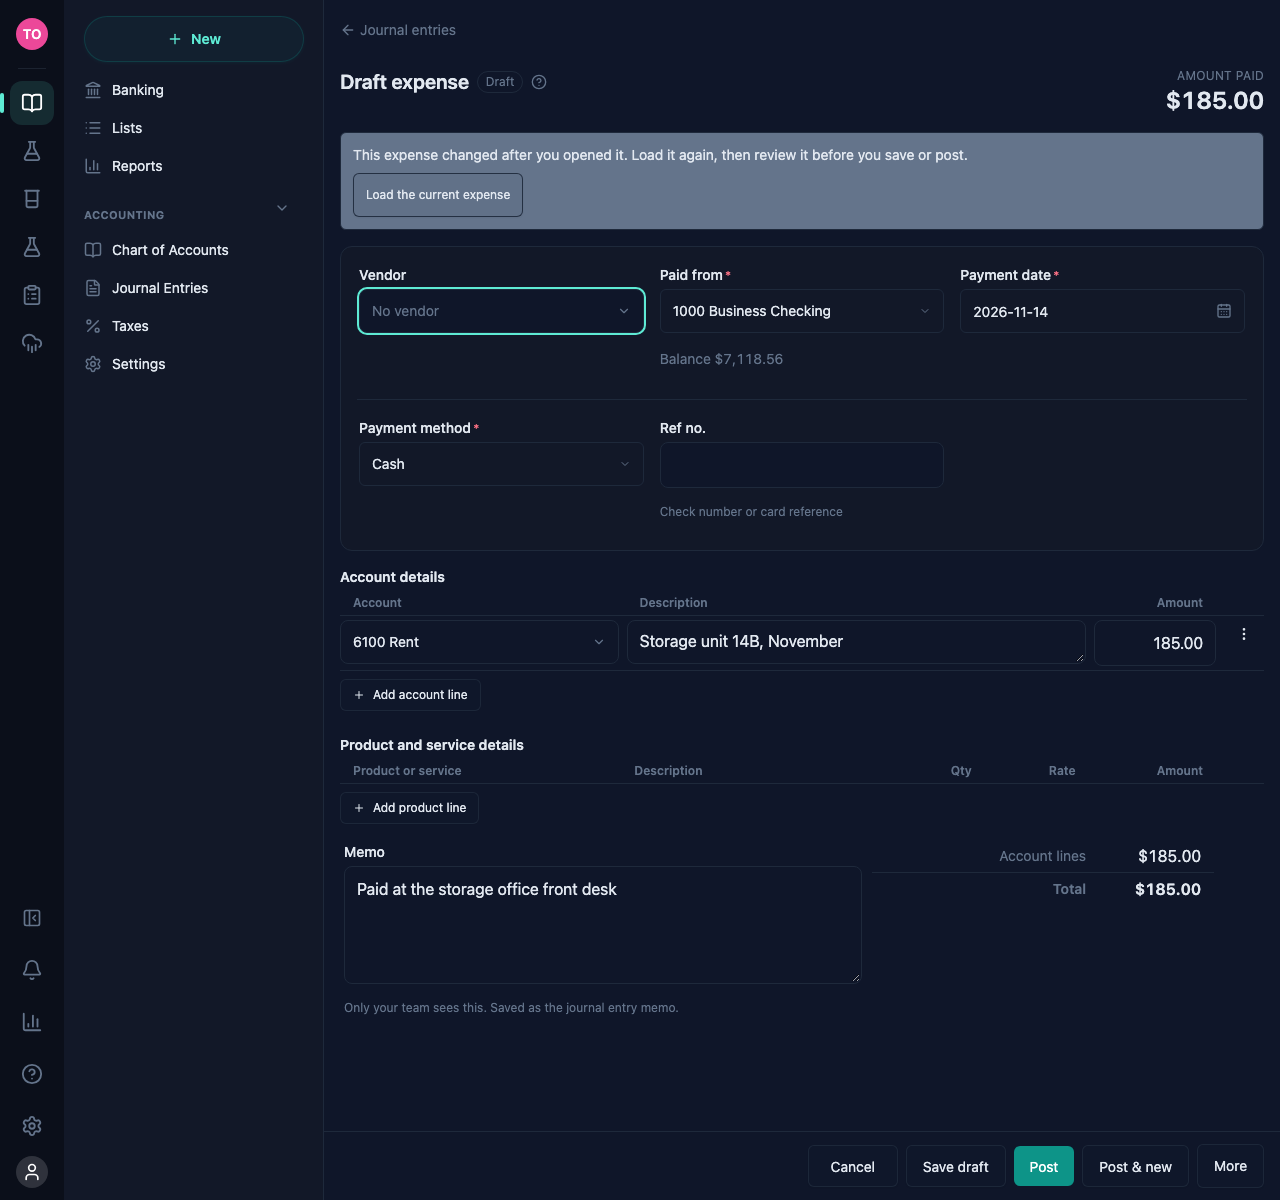 TO
New
Banking
Lists
Reports
ACCOUNTING
Chart of Accounts
Journal Entries
Taxes
Settings
Journal entries
Draft expense
Draft
AMOUNT PAID
$185.00
This expense changed after you opened it. Load it again, then review it before you save or post.
Load the current expense
Vendor
No vendor
Paid from*
1000 Business Checking
Balance $7,118.56
Payment date*
2026-11-14
Payment method*
Cash
Ref no.
Check number or card reference
Account details
Account Description Amount
6100 Rent Storage unit 14B, November 185.00
Add account line
Product and service details
Product or service Description Qty Rate Amount
Add product line
Memo
Paid at the storage office front desk
Only your team sees this. Saved as the journal entry memo.
Account lines $185.00
Total $185.00
Cancel
Save draft
Post
Post & new
More